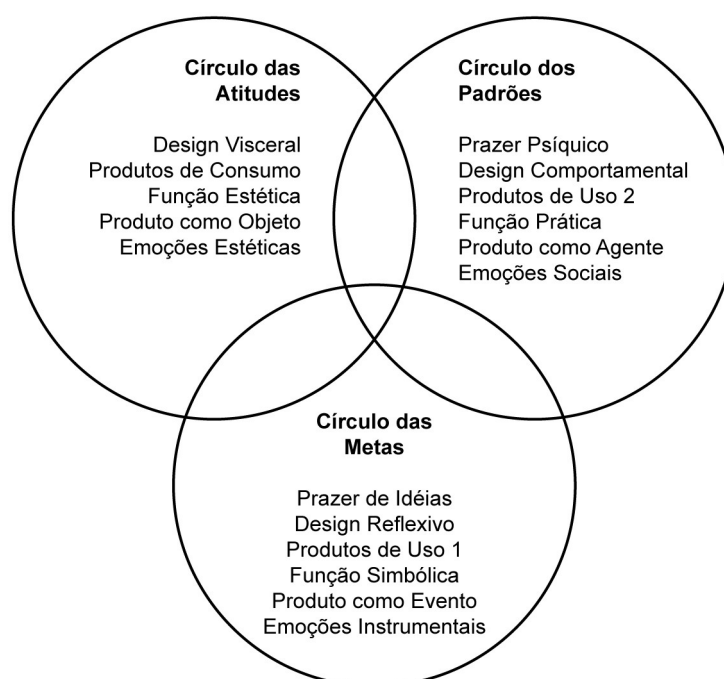 Círculo das
Atitudes
Design Visceral
Produtos de Consumo
Função Estética
Produto como Objeto
Emoções Estéticas
Círculo dos
Padrões
Prazer Psíquico
Design Comportamental
Produtos de Uso 2
Função Prática
Produto como Agente
Emoções Sociais
Círculo das
Metas
Prazer de Idéias
Design Reflexivo
Produtos de Uso 1
Função Simbólica
Produto como Evento
Emoções Instrumentais